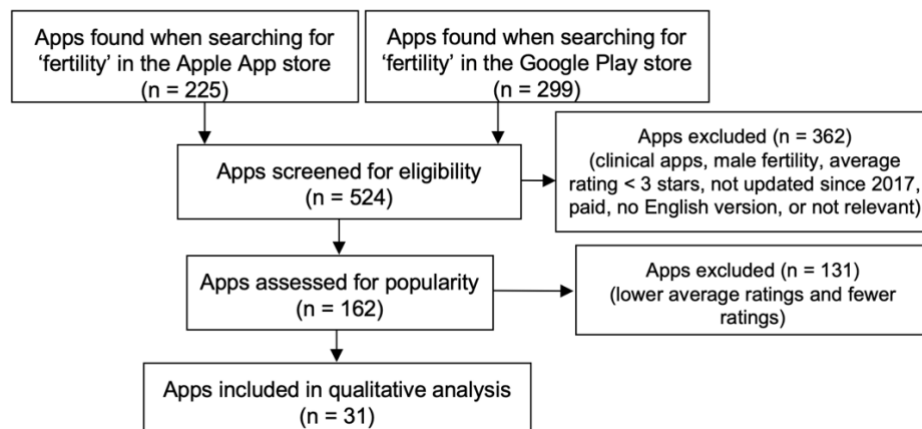 Apps found when searching for
‘fertility’ in the Apple App store
(n = 225)
Apps found when searching for
‘fertility’ in the Google Play store
(n = 299)
Apps screened for eligibility
(n = 524)
Apps excluded (n = 362)
(clinical apps, male fertility, average
rating < 3 stars, not updated since 2017,
paid, no English version, or not relevant)
Apps assessed for popularity
(n = 162)
Apps excluded (n = 131)
(lower average ratings and fewer
ratings)
Apps included in qualitative analysis
(n = 31)